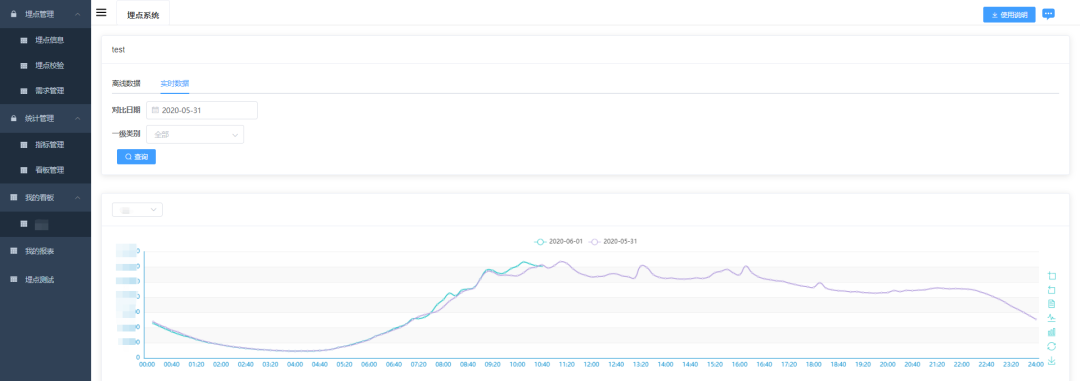 埋点管理
埋点信息
埋点校验
需求管理
统计管理
指标管理
看板管理
我的看板
我的报表
埋点测试
埋点系统
使用说明
test
离线数据 实时数据
对比日期 2020-05-31
一级类别 全部
查询
2020-06-01 2020-05-31
0
0
0
0
0
00:00 00:40 01:20 02:00 02:40 03:20 04:00 04:40 05:20 06:00 06:40 07:20 08:00 08:40 09:20 10:00 10:40 11:20 12:00 12:40 13:20 14:00 14:40 15:20 16:00 16:40 17:20 18:00 18:40 19:20 20:00 20:40 21:20 22:00 22:40 23:20 24:00